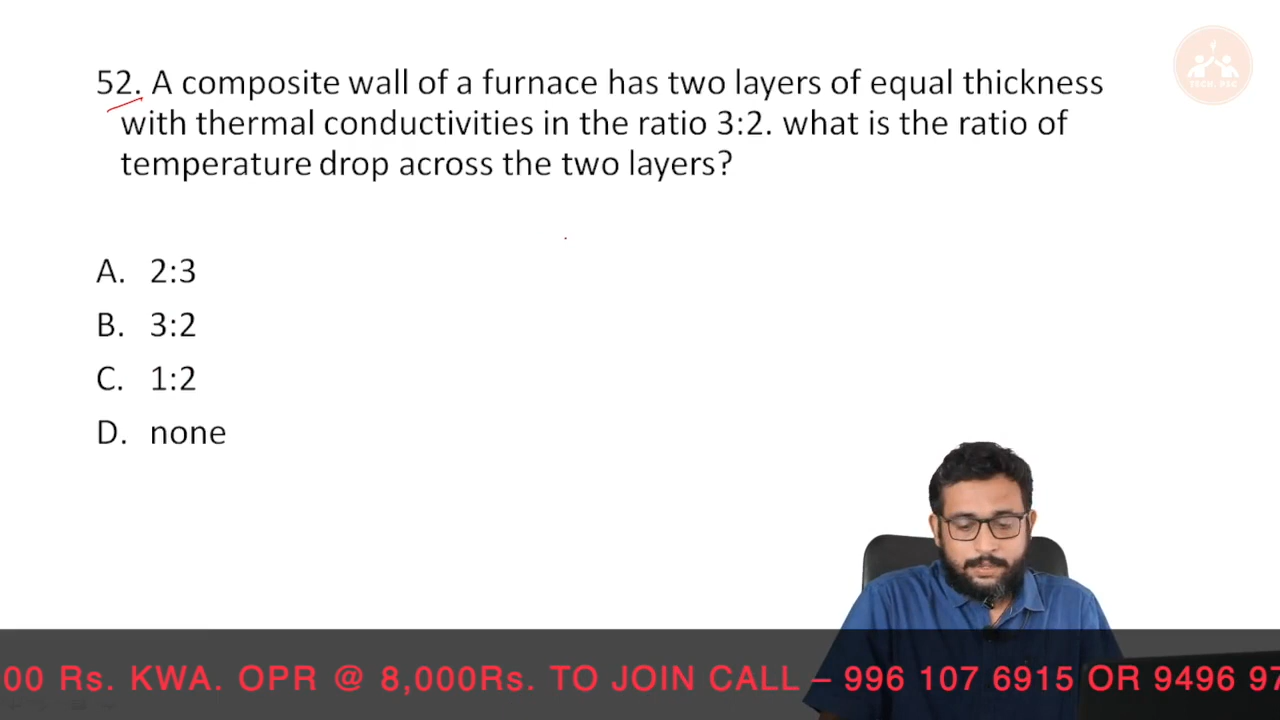 TECH. PSC
52. A composite wall of a furnace has two layers of equal thickness
with thermal conductivities in the ratio 3:2. what is the ratio of
temperature drop across the two layers?
A. 2:3
B. 3:2
C. 1:2
D. none
00 Rs. KWA. OPR @ 8,000Rs. TO JOIN CALL – 996 107 6915 OR 9496 97